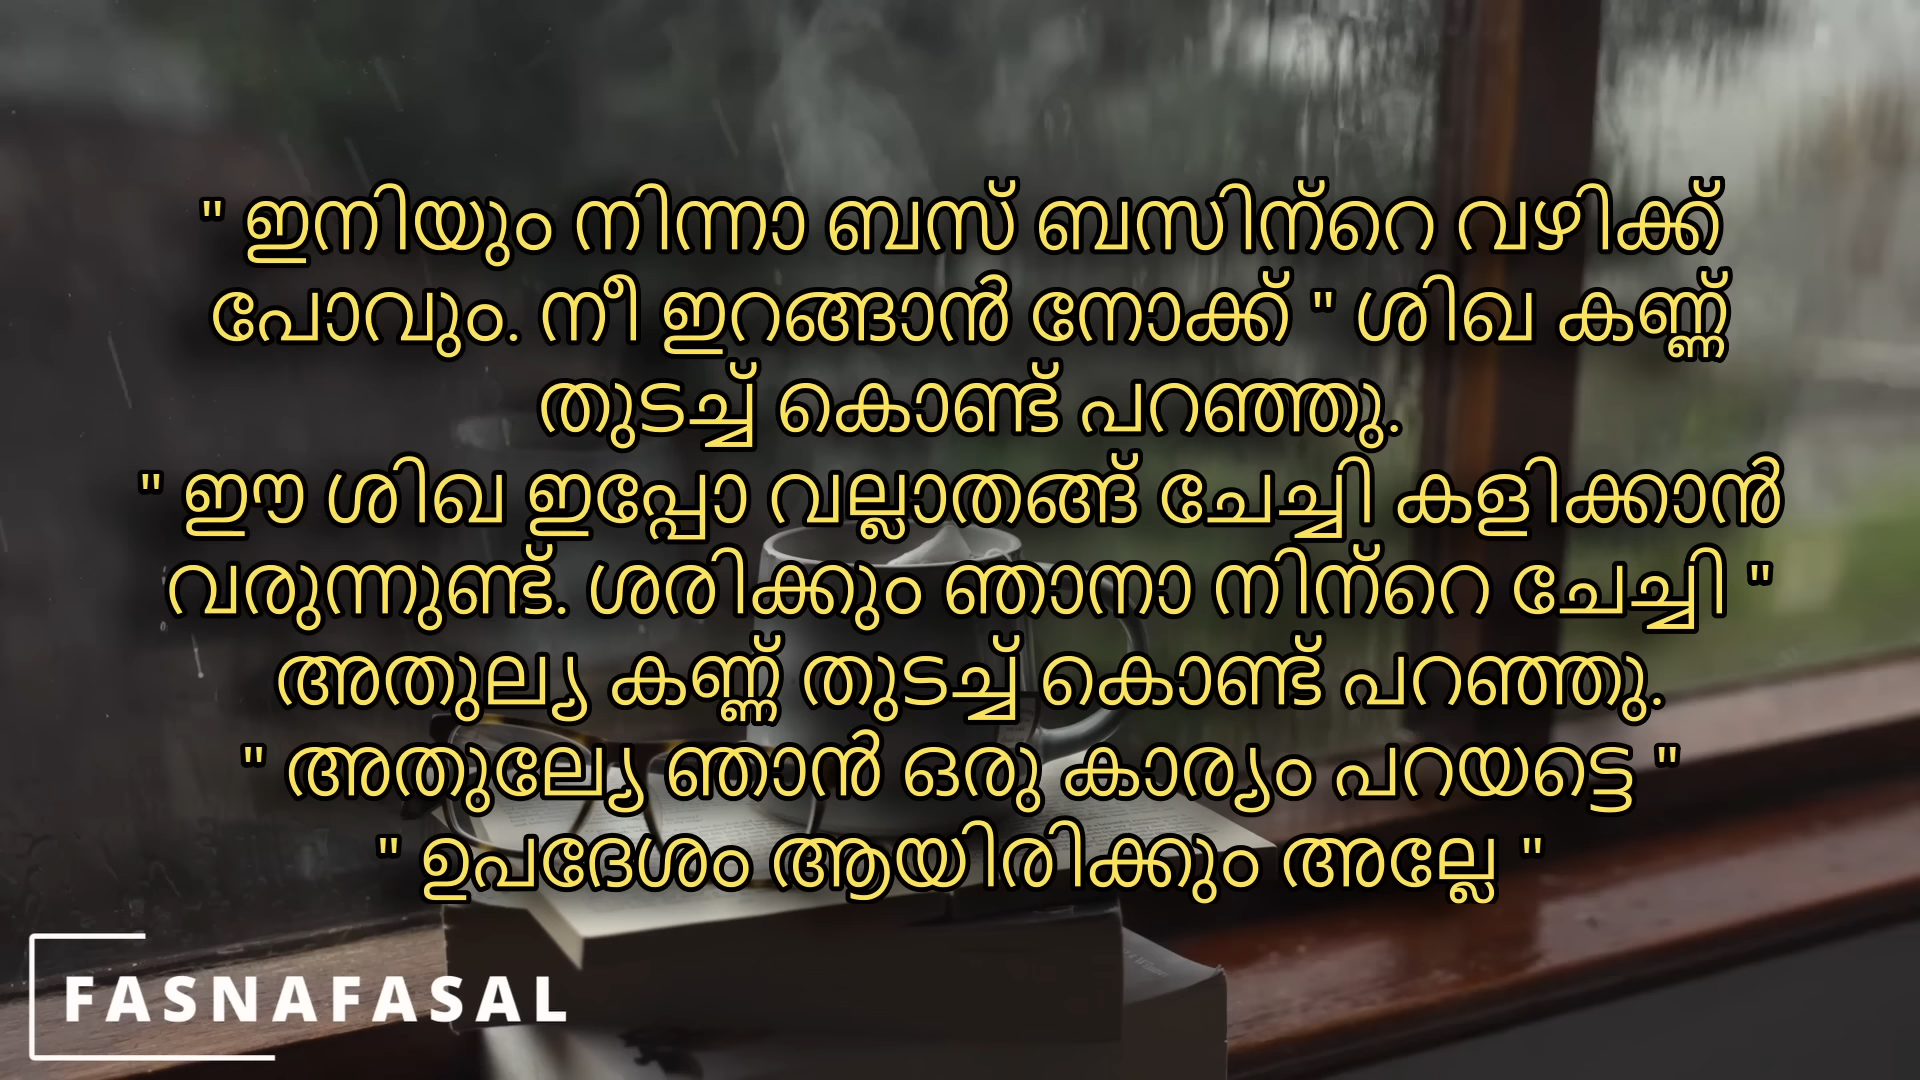 " ഇനിയും നിന്നാ ബസ് ബസിന്റെ വഴിക്ക്
പോവും. നീ ഇറങ്ങാൻ നോക്ക് " ശിഖ കണ്ണ്
തുടച്ച് കൊണ്ട് പറഞ്ഞു.
" ഈ ശിഖ ഇപ്പോ വല്ലാതങ്ങ് ചേച്ചി കളിക്കാൻ
വരുന്നുണ്ട്. ശരിക്കും ഞാനാ നിന്റെ ചേച്ചി "
അതുല്യ കണ്ണ് തുടച്ച് കൊണ്ട് പറഞ്ഞു.
" അതുല്യേ ഞാൻ ഒരു കാര്യം പറയട്ടെ "
" ഉപദേശം ആയിരിക്കും അല്ലേ "
FASNAFASAL